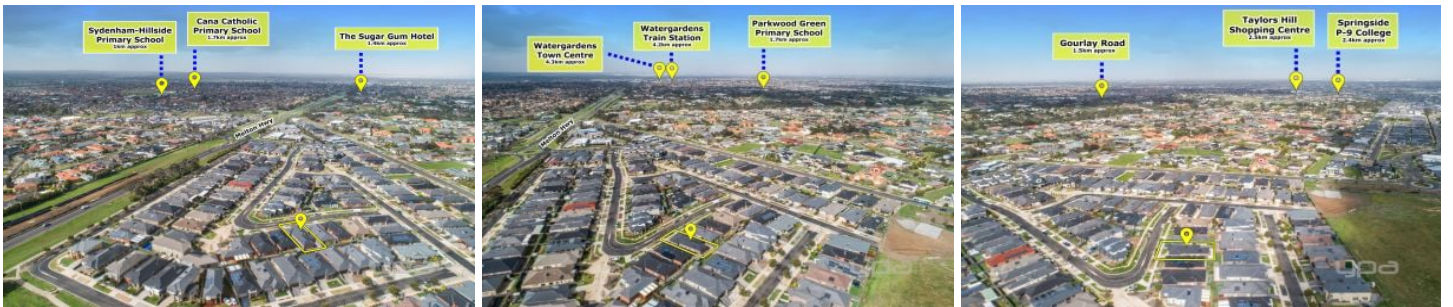 Sydenham-Hillside
Primary School
1km approx
Cana Catholic
Primary School
1.7km approx
The Sugar Gum Hotel
1.4km approx
Melton Hwy
Watergardens
Town Centre
4.3km approx
Watergardens
Train Station
4.2km approx
Parkwood Green
Primary School
1.7km approx
Melton Hwy
ypa
Gourlay Road
1.5km approx
Taylors Hill
Shopping Centre
2.5km approx
Springside
P-9 College
2.4km approx
ypa